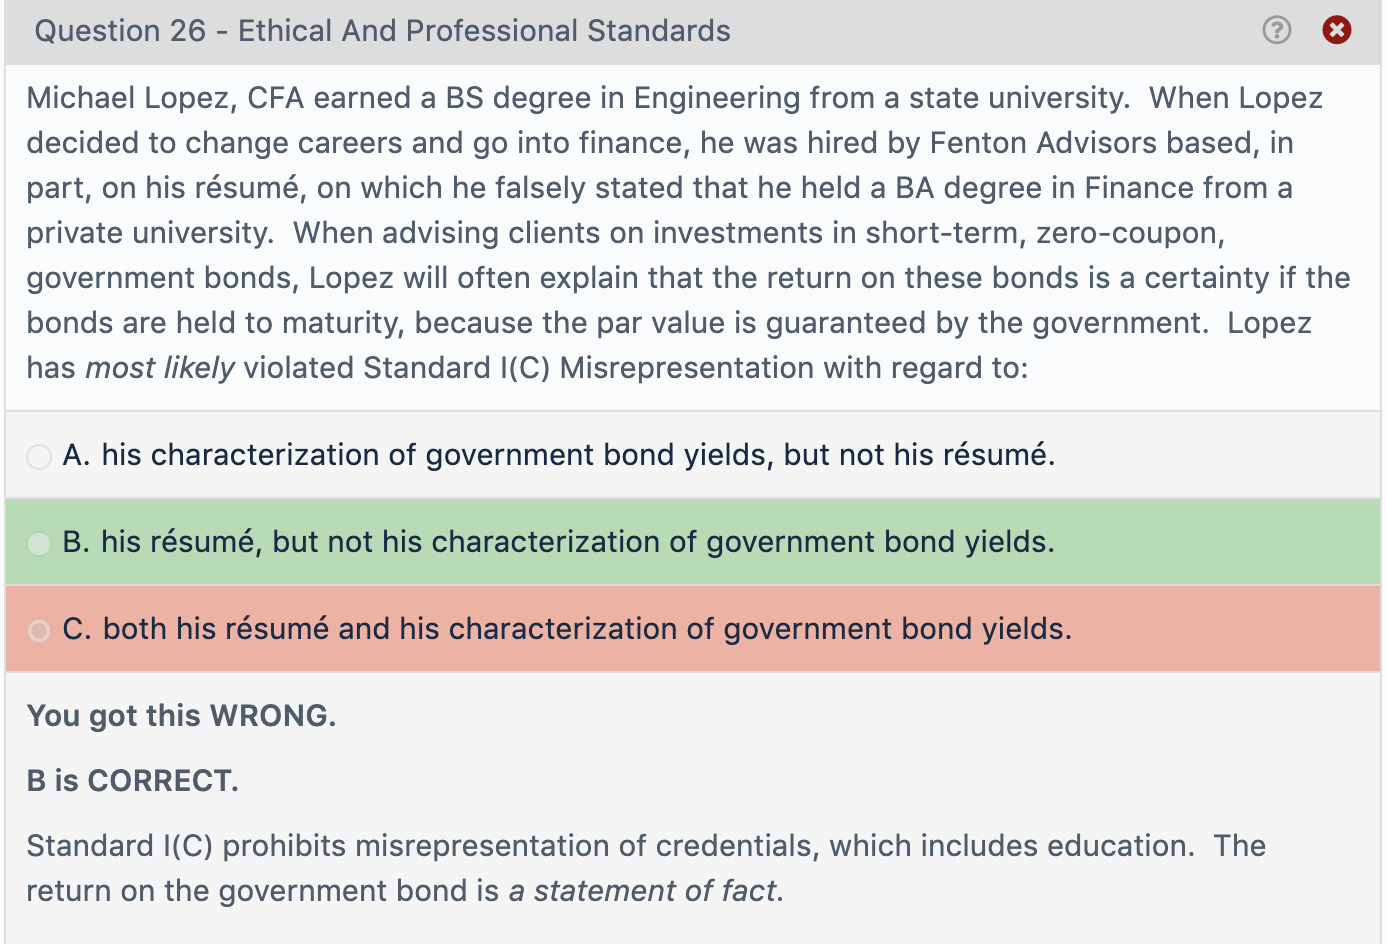 Question 26 - Ethical And Professional Standards
Michael Lopez, CFA earned a BS degree in Engineering from a state university.  When Lopez
decided to change careers and go into finance, he was hired by Fenton Advisors based, in
part, on his résumé, on which he falsely stated that he held a BA degree in Finance from a
private university.  When advising clients on investments in short-term, zero-coupon,
government bonds, Lopez will often explain that the return on these bonds is a certainty if the
bonds are held to maturity, because the par value is guaranteed by the government.  Lopez
has most likely violated Standard I(C) Misrepresentation with regard to:
A. his characterization of government bond yields, but not his résumé.
B. his résumé, but not his characterization of government bond yields.
C. both his résumé and his characterization of government bond yields.
You got this WRONG.
B is CORRECT.
Standard I(C) prohibits misrepresentation of credentials, which includes education.  The
return on the government bond is a statement of fact.